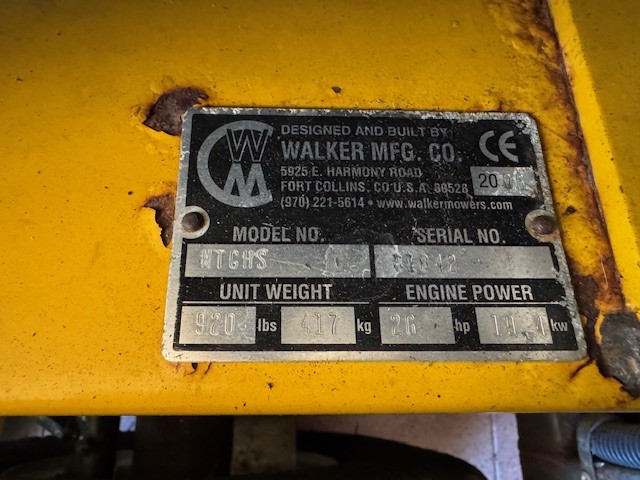 DESIGNED AND BUILT BY
WALKER MFG. CO.
5925 E. HARMONY ROAD
FORT COLLINS, CO U.S.A. 80528
(970) 221-5614 • www.walkermowers.com
CE
W
M
MODEL NO. SERIAL NO.
MTGHS
UNIT WEIGHT ENGINE POWER
920 lbs 417 kg 26 hp kw